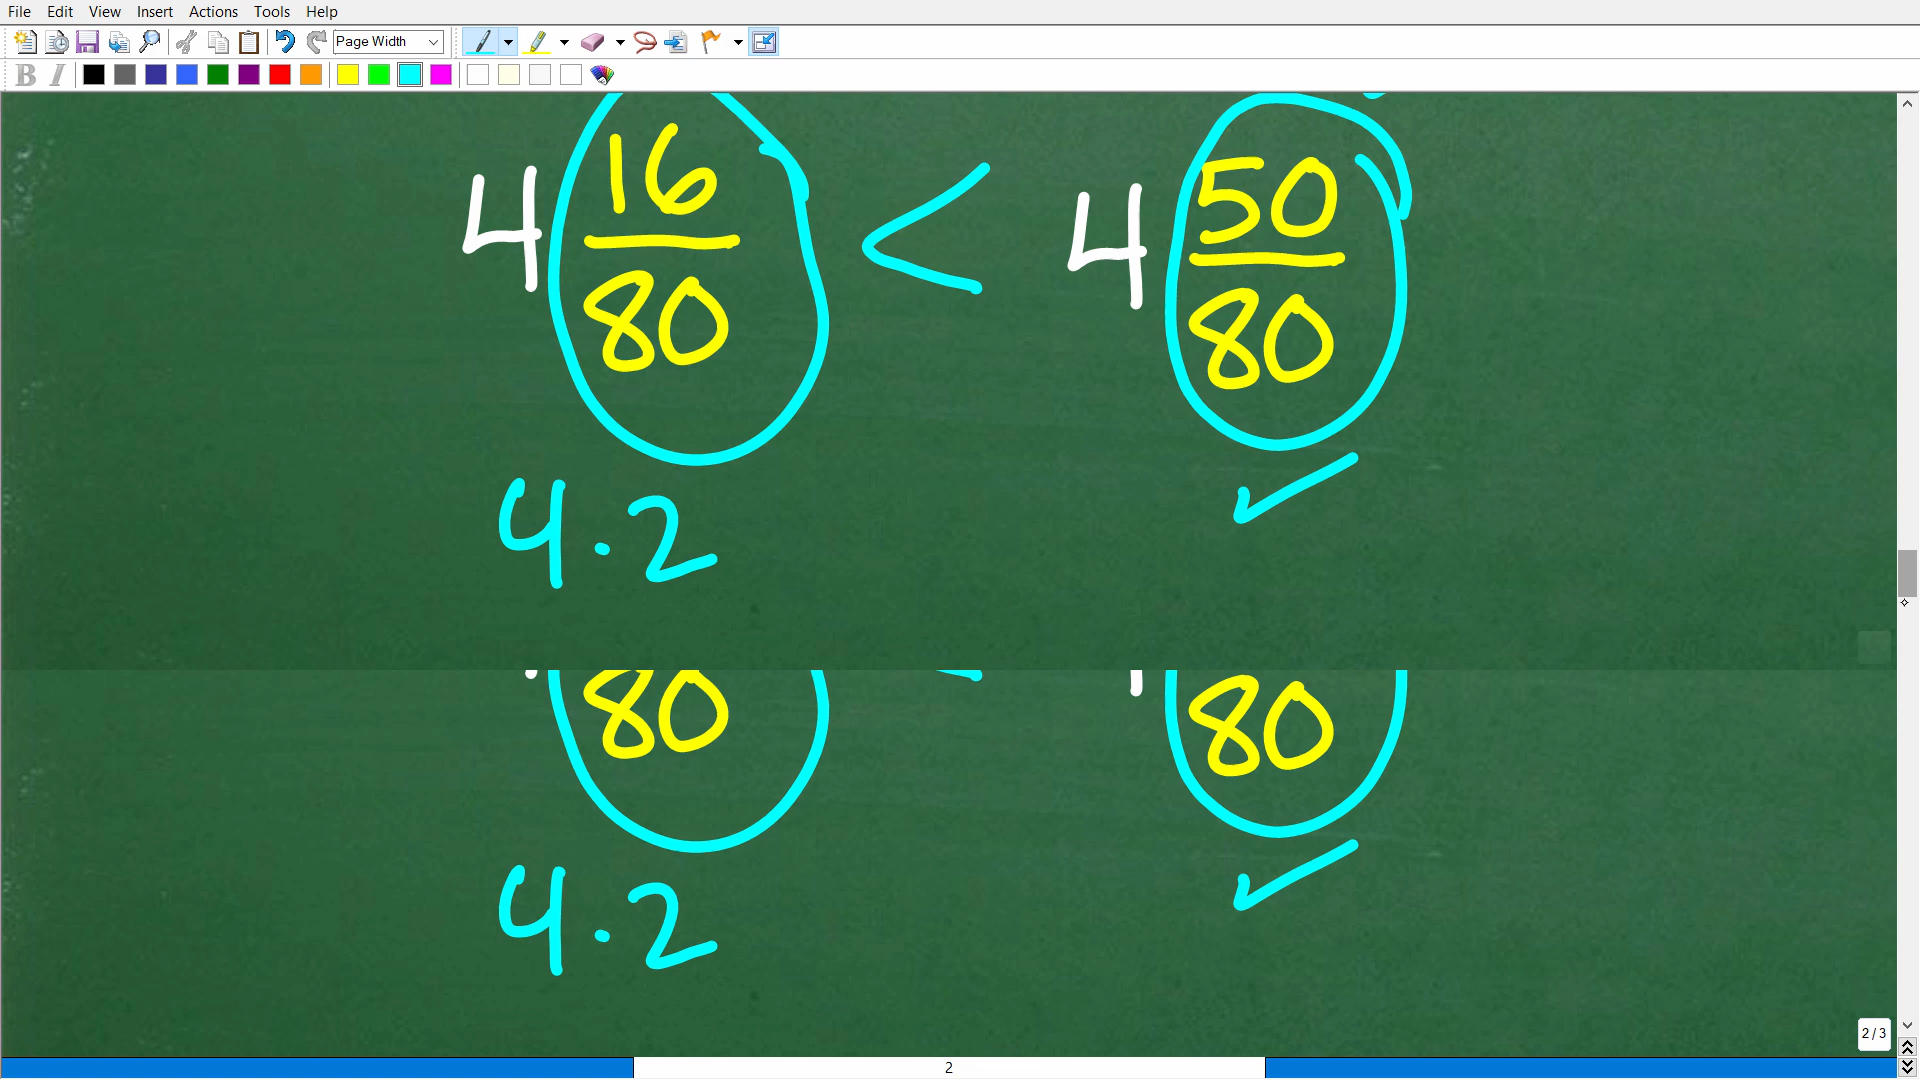 File Edit View Insert Actions Tools Help
Page Width
B I
4 16/80 < 4 50/80
4.2
80 80
4.2
2 / 3
2